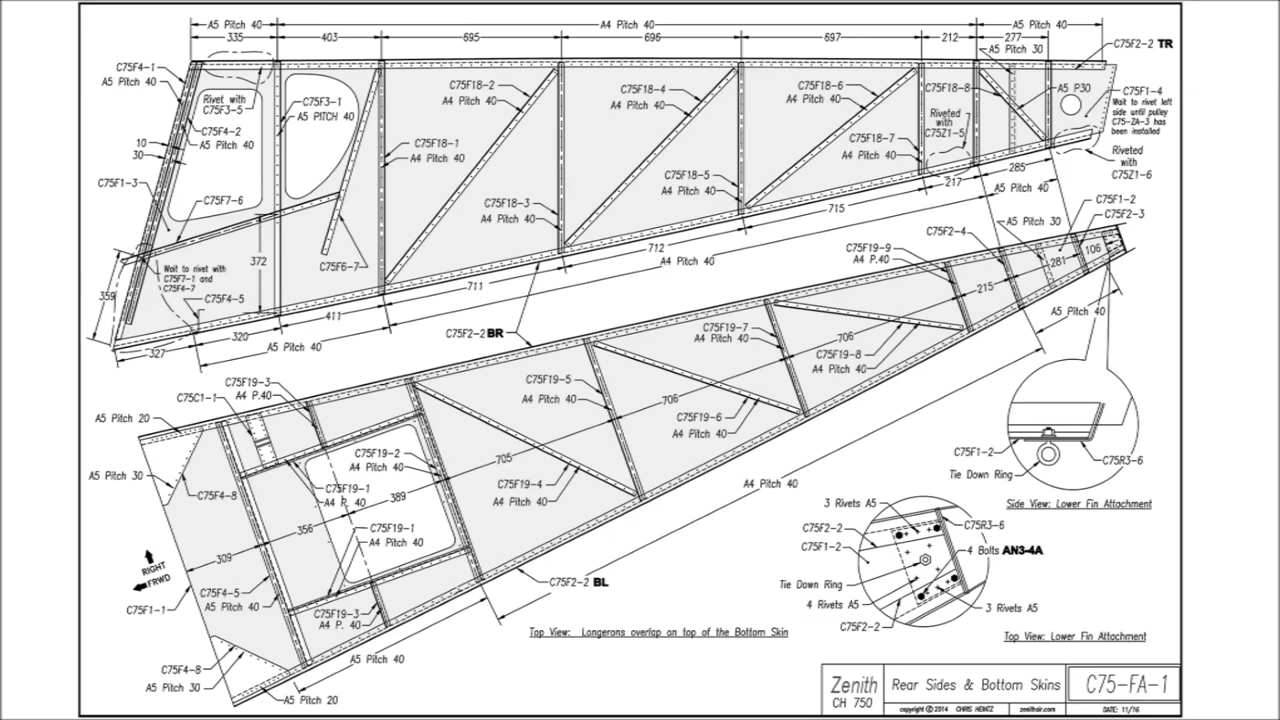 A5 Pitch 40
A4 Pitch 40
A5 Pitch 40
335
403
695
696
697
212
277
A5 Pitch 30
C75F2-2 TR
C75F4-1
A5 Pitch 40
Rivet with
C75F3-5
C75F4-2
A5 Pitch 40
C75F3-1
A5 PITCH 40
C75F18-2
A4 Pitch 40
C75F18-4
A4 Pitch 40
C75F18-6
A4 Pitch 40
C75F18-8
A5 P30
C75F1-4
Wait to rivet left
side until pulley
C75-ZA-3 has
been installed
Riveted
with
C75Z1-5
10
30
C75F18-1
A4 Pitch 40
C75F18-7
A4 Pitch 40
Riveted
with
C75Z1-6
C75F1-3
C75F7-6
C75F18-5
A4 Pitch 40
C75F18-3
A4 Pitch 40
285
217
A5 Pitch 40
715
712
A4 Pitch 40
711
411
372
C75F6-7
Wait to rivet with
C75F7-1 and
C75F4-7
C75F4-5
359
320
327
A5 Pitch 40
C75F2-2 BR
A5 Pitch 30
C75F1-2
C75F2-3
C75F2-4
C75F19-9
A4 P.40
106
281
215
A5 Pitch 40
C75F19-7
A4 Pitch 40
706
C75F19-8
A4 Pitch 40
C75F19-3
A4 P.40
C75C1-1
A5 Pitch 20
C75F19-5
A4 Pitch 40
706
C75F19-6
A4 Pitch 40
C75F19-2
A4 Pitch 40
705
A5 Pitch 30
C75F4-8
C75F19-1
A4 P. 40
389
C75F19-4
A4 Pitch 40
A4 Pitch 40
356
C75F19-1
A4 Pitch 40
309
RIGHT
FRWD
C75F1-1
C75F4-5
A5 Pitch 40
C75F19-3
A4 P. 40
C75F2-2 BL
C75F4-8
A5 Pitch 30
A5 Pitch 40
A5 Pitch 20
Top View: Longerons overlap on top of the Bottom Skin
C75F1-2
C75R3-6
Tie Down Ring
Side View: Lower Fin Attachment
3 Rivets A5
C75F2-2
C75R3-6
C75F1-2
4 Bolts AN3-4A
Tie Down Ring
4 Rivets A5
3 Rivets A5
C75F2-2
Top View: Lower Fin Attachment
Zenith
CH 750
Rear Sides & Bottom Skins
C75-FA-1
copyright © 2014 CHRIS HEINTZ
zenithair.com
DATE: 11/16